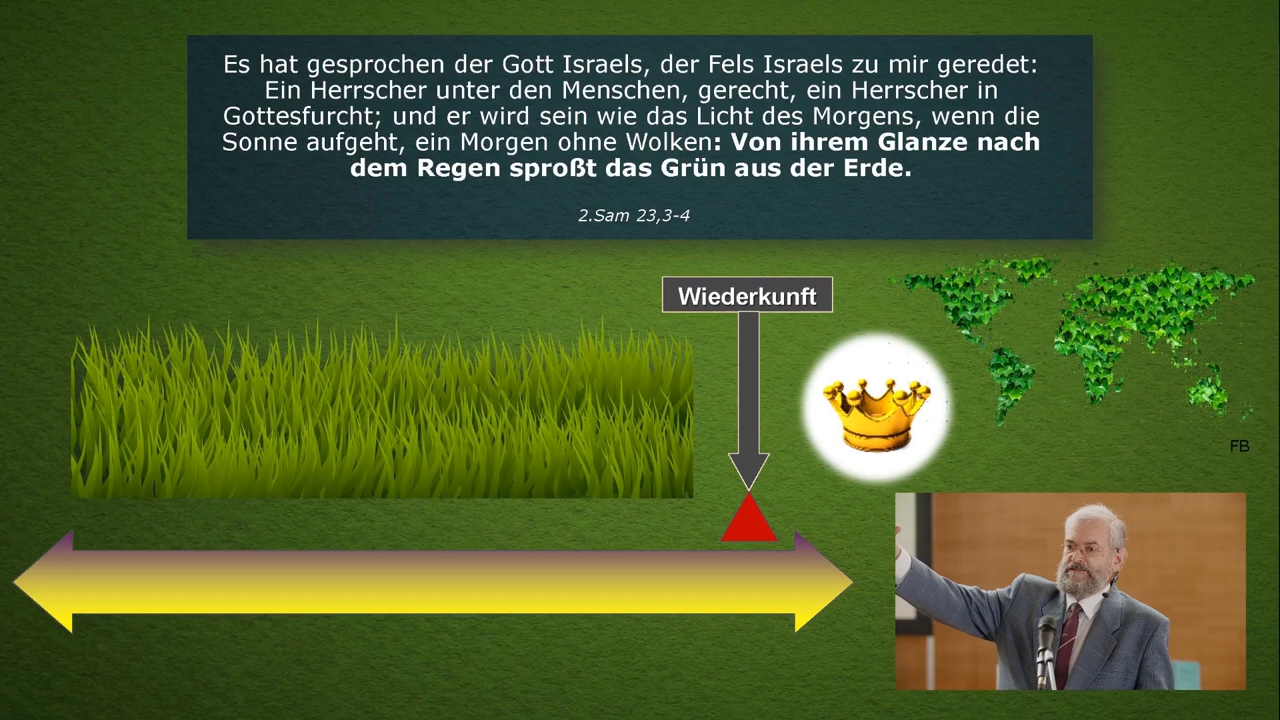 Es hat gesprochen der Gott Israels, der Fels Israels zu mir geredet:
Ein Herrscher unter den Menschen, gerecht, ein Herrscher in
Gottesfurcht; und er wird sein wie das Licht des Morgens, wenn die
Sonne aufgeht, ein Morgen ohne Wolken: Von ihrem Glanze nach
dem Regen sproßt das Grün aus der Erde.
2.Sam 23,3-4
Wiederkunft
FB